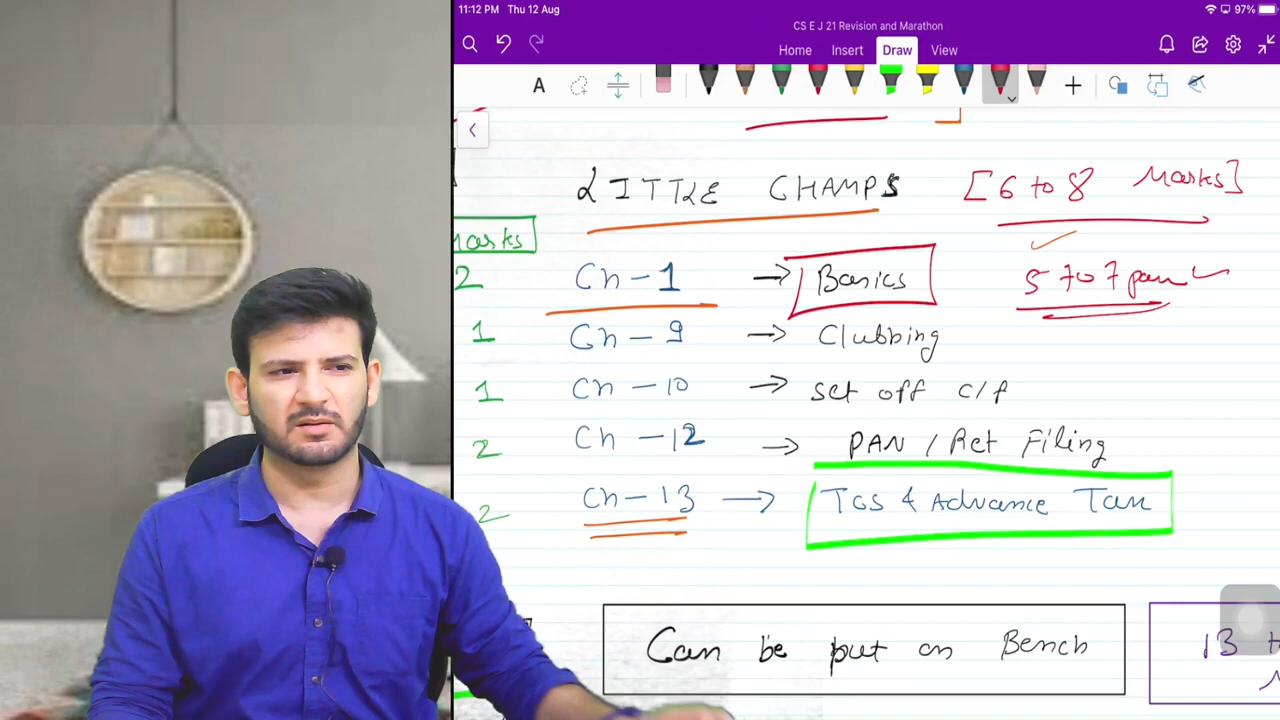 11:12 PM Thu 12 Aug 97%
CS E J 21 Revision and Marathon
Home Insert Draw View
A
LITTLE CHAMPS [6 to 8 Marks]
Marks
2 Ch-1 → Basics 5 to 7 pan
1 Ch-9 → Clubbing
1 Ch-10 → Set off c/f
2 Ch-12 → PAN / Ret Filing
2 Ch-13 → TCS & Advance Tax
Can be put on Bench
13